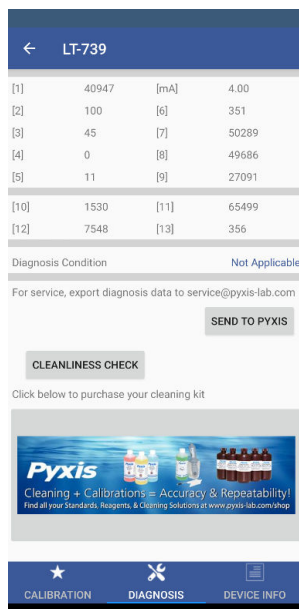 LT-739
[1] 40947 [mA] 4.00
[2] 100 [6] 351
[3] 45 [7] 50289
[4] 0 [8] 49686
[5] 11 [9] 27091
[10] 1530 [11] 65499
[12] 7548 [13] 356
Diagnosis Condition Not Applicable
For service, export diagnosis data to service@pyxis-lab.com
SEND TO PYXIS
CLEANLINESS CHECK
Click below to purchase your cleaning kit
Pyxis
Cleaning + Calibrations = Accuracy & Repeatability!
Find all your Standards, Reagents, & Cleaning Solutions at www.pyxis-lab.com/shop
CALIBRATION DIAGNOSIS DEVICE INFO